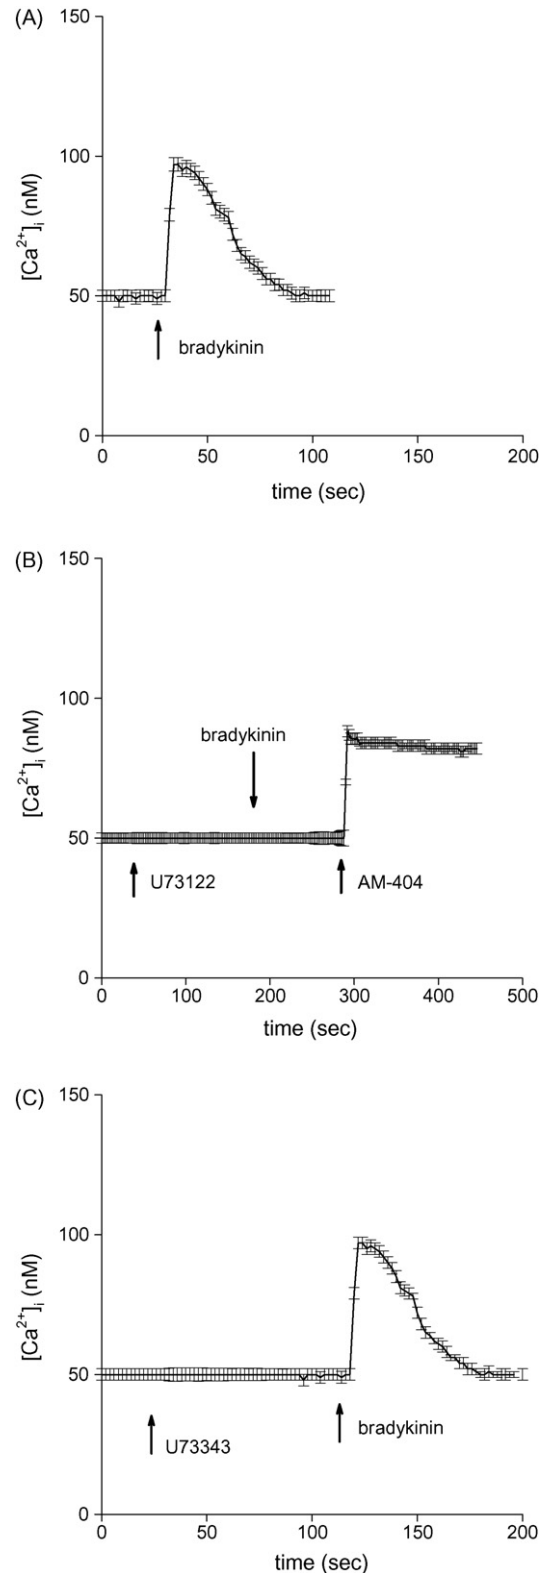 (A)
150
100
50
0
[Ca2+]i (nM)
bradykinin
0 50 100 150 200
time (sec)
(B)
150
100
50
0
[Ca2+]i (nM)
bradykinin
U73122
AM-404
0 100 200 300 400 500
time (sec)
(C)
150
100
50
0
[Ca2+]i (nM)
U73343
bradykinin
0 50 100 150 200
time (sec)